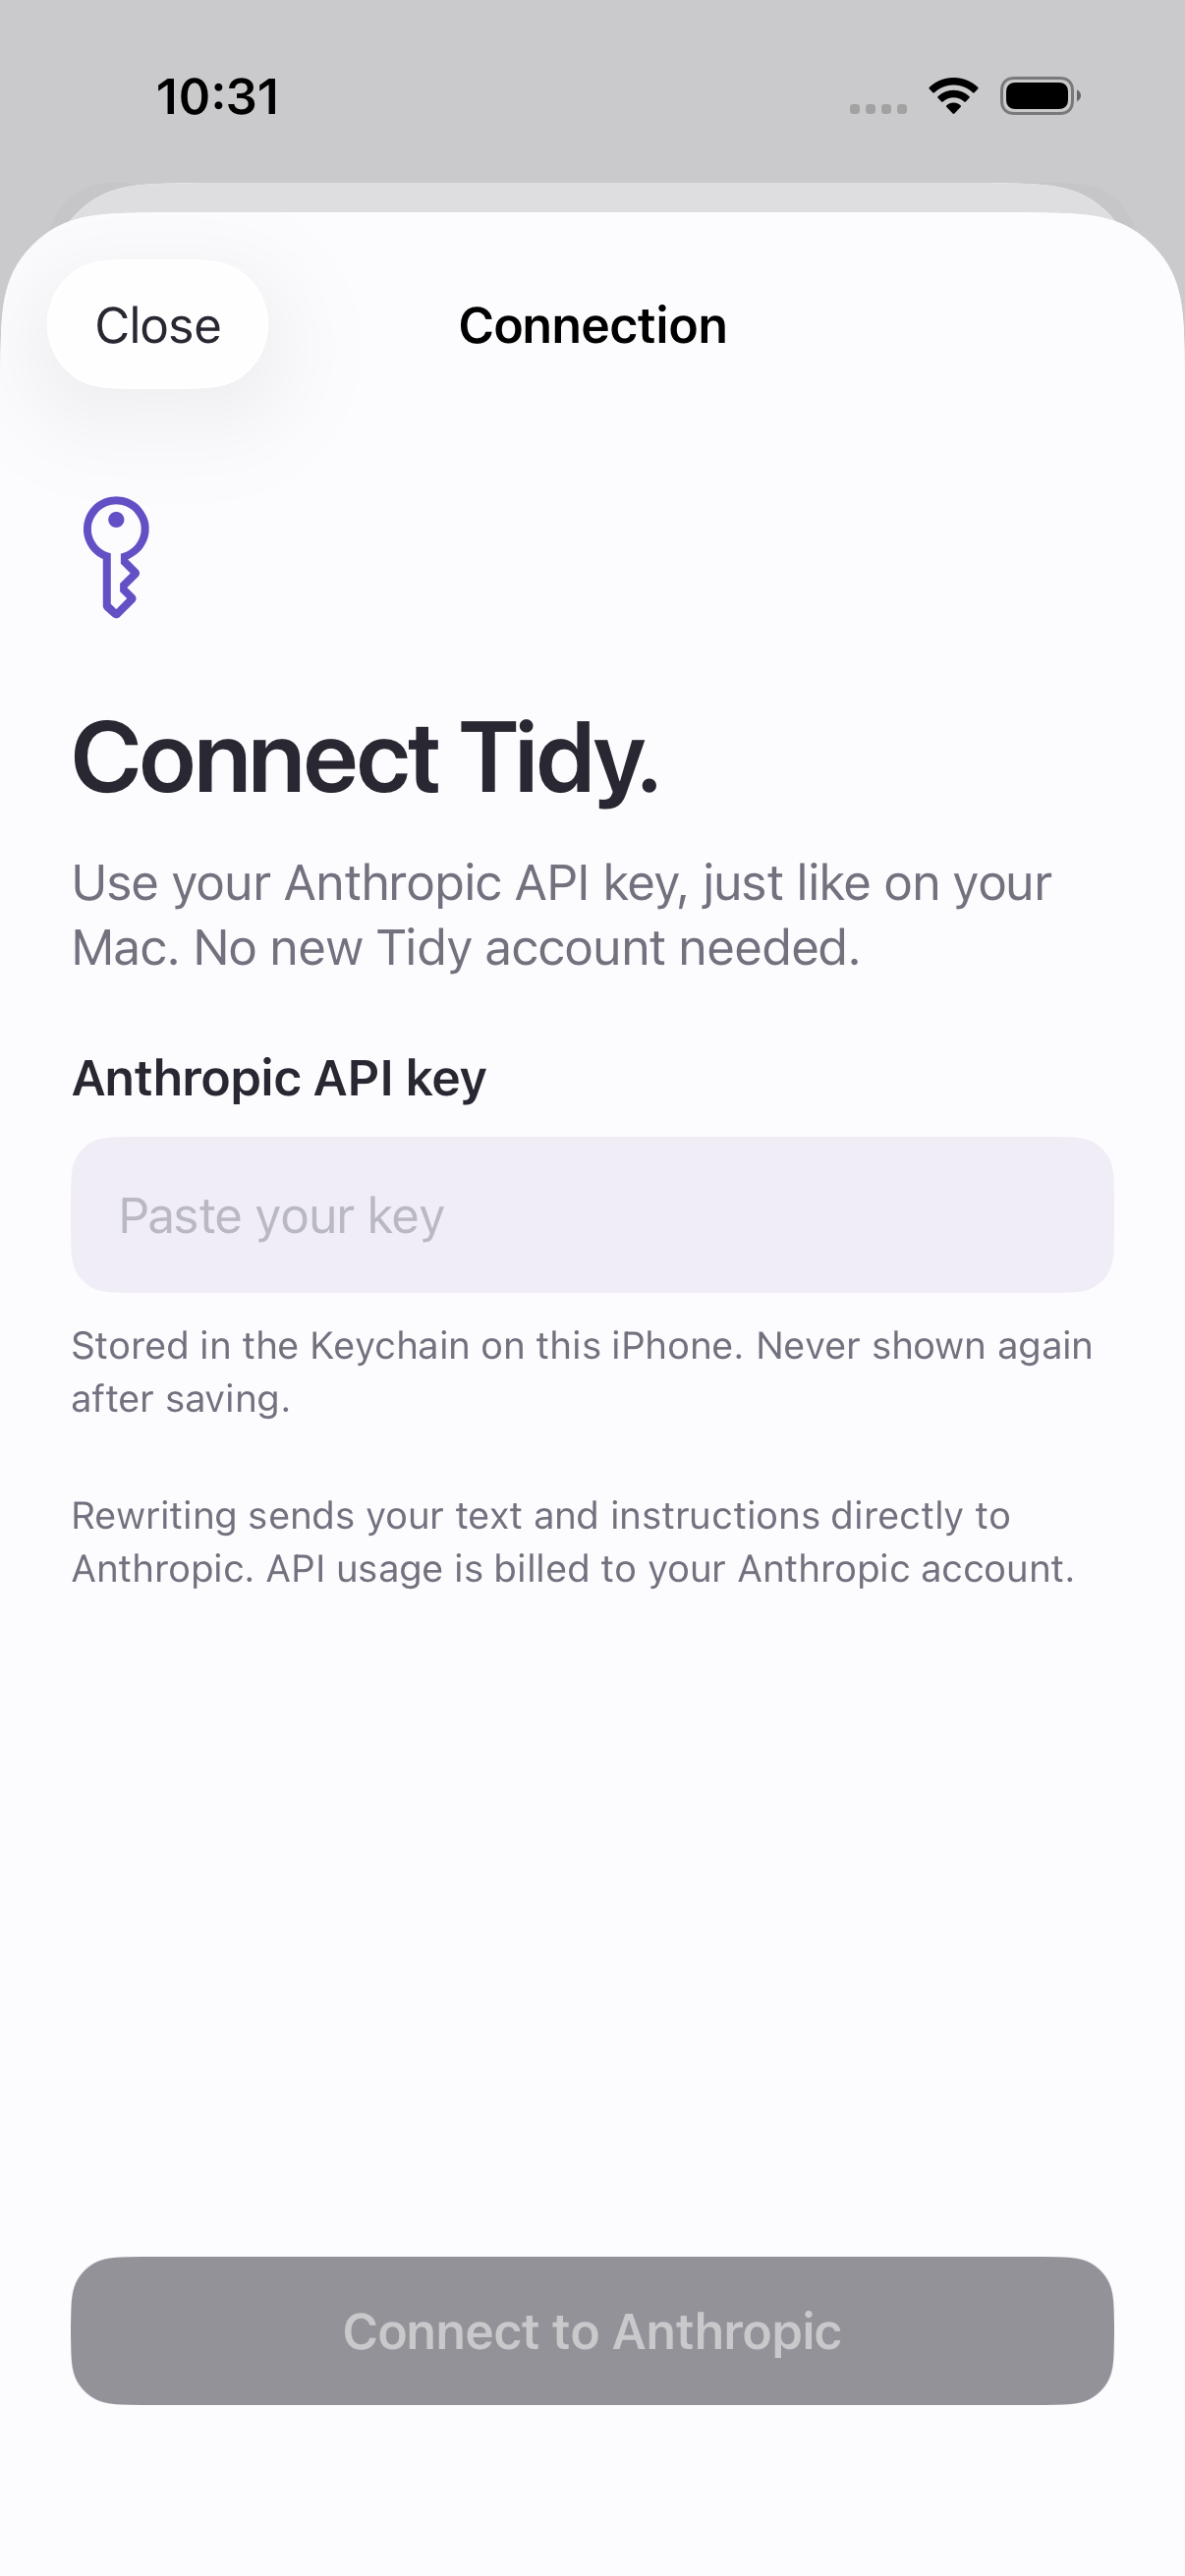 10:31
Close
Connection
Connect Tidy.
Use your Anthropic API key, just like on your
Mac. No new Tidy account needed.
Anthropic API key
Paste your key
Stored in the Keychain on this iPhone. Never shown again
after saving.
Rewriting sends your text and instructions directly to
Anthropic. API usage is billed to your Anthropic account.
Connect to Anthropic